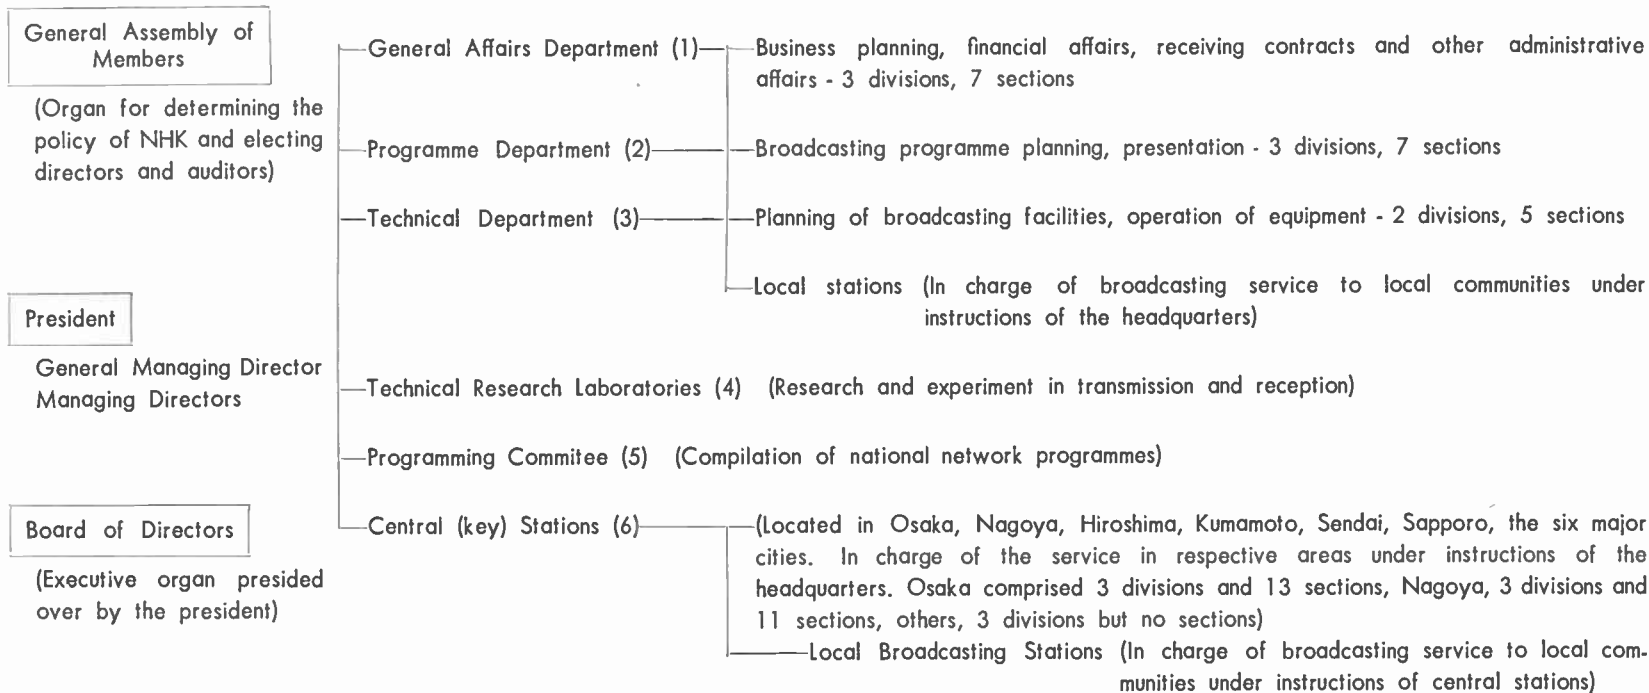 General Assembly of
Members
(Organ for determining the
policy of NHK and electing
directors and auditors)
President
General Managing Director
Managing Directors
Board of Directors
(Executive organ presided
over by the president)
General Affairs Department (1)
Business planning, financial affairs, receiving contracts and other administrative
affairs - 3 divisions, 7 sections
Programme Department (2)
Broadcasting programme planning, presentation - 3 divisions, 7 sections
Technical Department (3)
Planning of broadcasting facilities, operation of equipment - 2 divisions, 5 sections
Local stations (In charge of broadcasting service to local communities under
instructions of the headquarters)
Technical Research Laboratories (4) (Research and experiment in transmission and reception)
Programming Commitee (5) (Compilation of national network programmes)
Central (key) Stations (6)
(Located in Osaka, Nagoya, Hiroshima, Kumamoto, Sendai, Sapporo, the six major
cities. In charge of the service in respective areas under instructions of the
headquarters. Osaka comprised 3 divisions and 13 sections, Nagoya, 3 divisions and
11 sections, others, 3 divisions but no sections)
Local Broadcasting Stations (In charge of broadcasting service to local com-
munities under instructions of central stations)